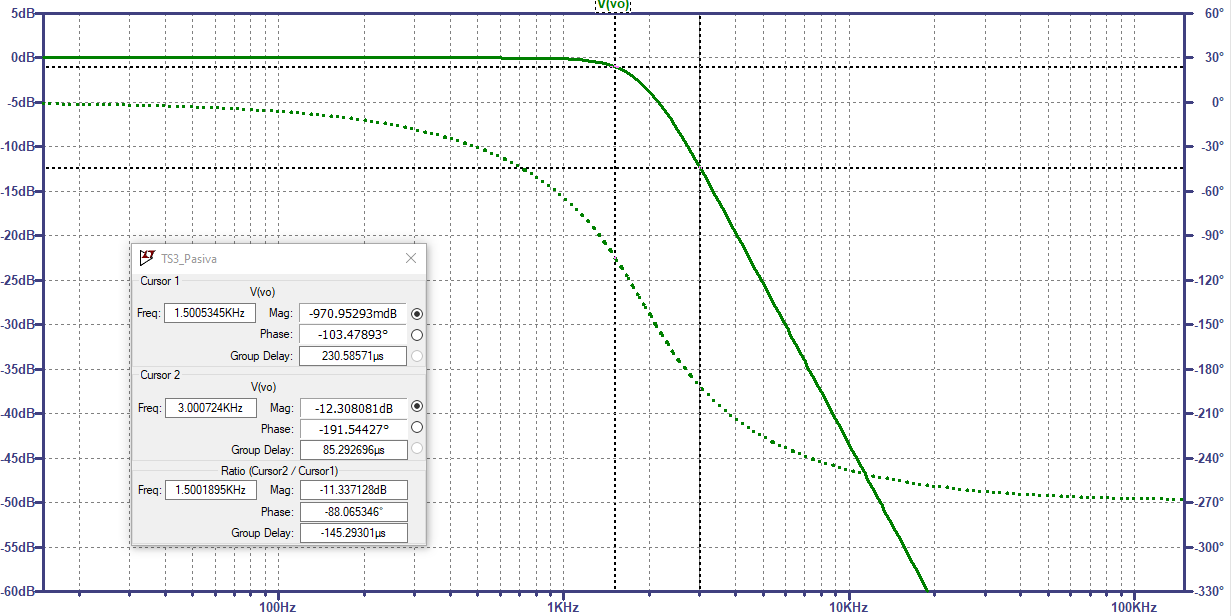 V(vo)
5dB
60°
0dB
30°
-5dB
0°
-10dB
-30°
-15dB
-60°
-20dB
-90°
-25dB
-120°
-30dB
-150°
-35dB
-180°
-40dB
-210°
-45dB
-240°
-50dB
-270°
-55dB
-300°
-60dB
-330°
100Hz
1KHz
10KHz
100KHz
TS3_Pasiva
Cursor 1
V(vo)
Freq: 1.5005345KHz Mag: -970.95293mdB
Phase: -103.47893°
Group Delay: 230.58571µs
Cursor 2
V(vo)
Freq: 3.000724KHz Mag: -12.308081dB
Phase: -191.54427°
Group Delay: 85.292696µs
Ratio (Cursor2 / Cursor1)
Freq: 1.5001895KHz Mag: -11.337128dB
Phase: -88.065346°
Group Delay: -145.29301µs